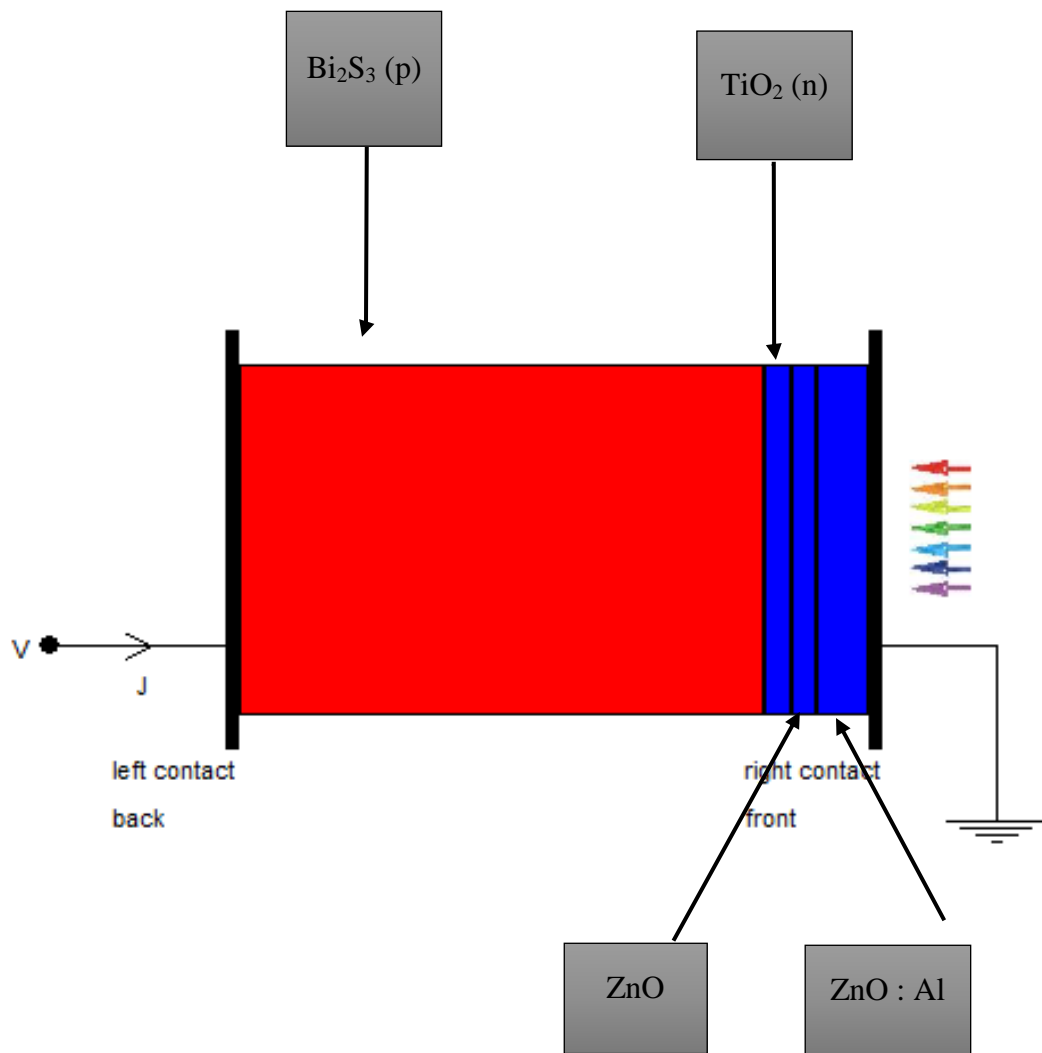 Bi₂S₃ (p)
TiO₂ (n)
V
J
left contact
back
right contact
front
ZnO
ZnO : Al